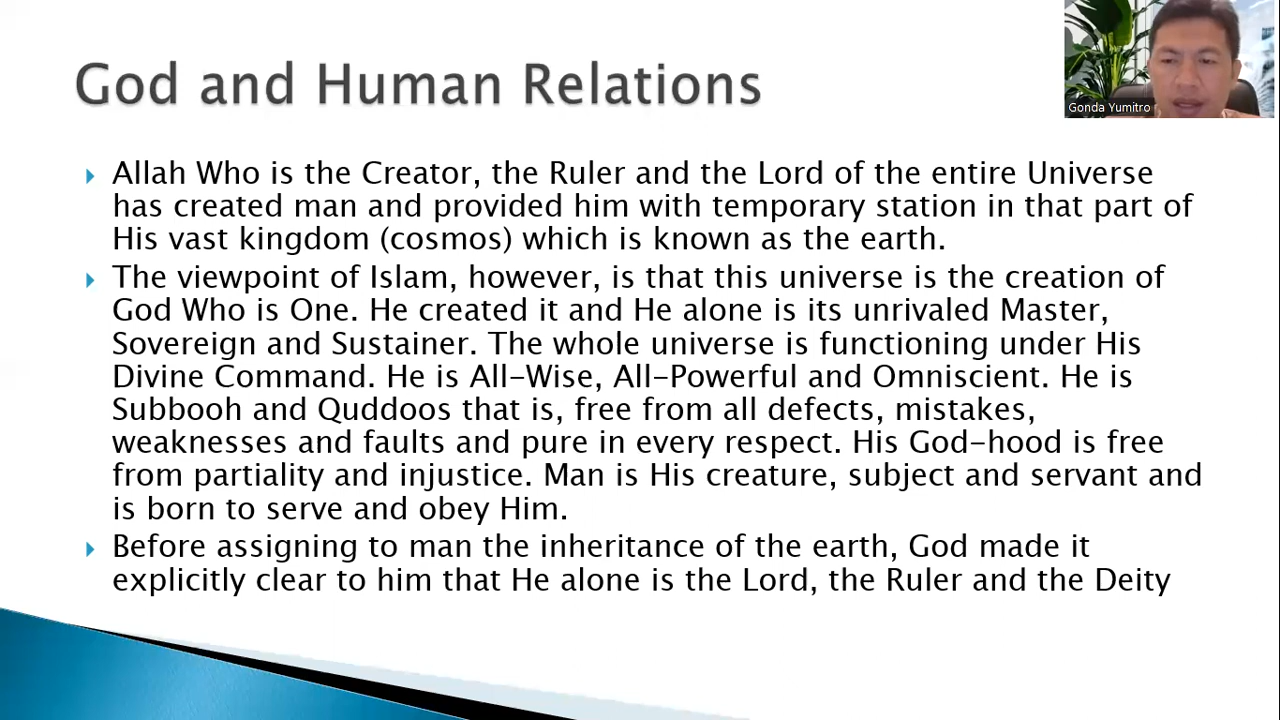 God and Human Relations
Gonda Yumitro
Allah Who is the Creator, the Ruler and the Lord of the entire Universe
has created man and provided him with temporary station in that part of
His vast kingdom (cosmos) which is known as the earth.
The viewpoint of Islam, however, is that this universe is the creation of
God Who is One. He created it and He alone is its unrivaled Master,
Sovereign and Sustainer. The whole universe is functioning under His
Divine Command. He is All-Wise, All-Powerful and Omniscient. He is
Subbooh and Quddoos that is, free from all defects, mistakes,
weaknesses and faults and pure in every respect. His God-hood is free
from partiality and injustice. Man is His creature, subject and servant and
is born to serve and obey Him.
Before assigning to man the inheritance of the earth, God made it
explicitly clear to him that He alone is the Lord, the Ruler and the Deity